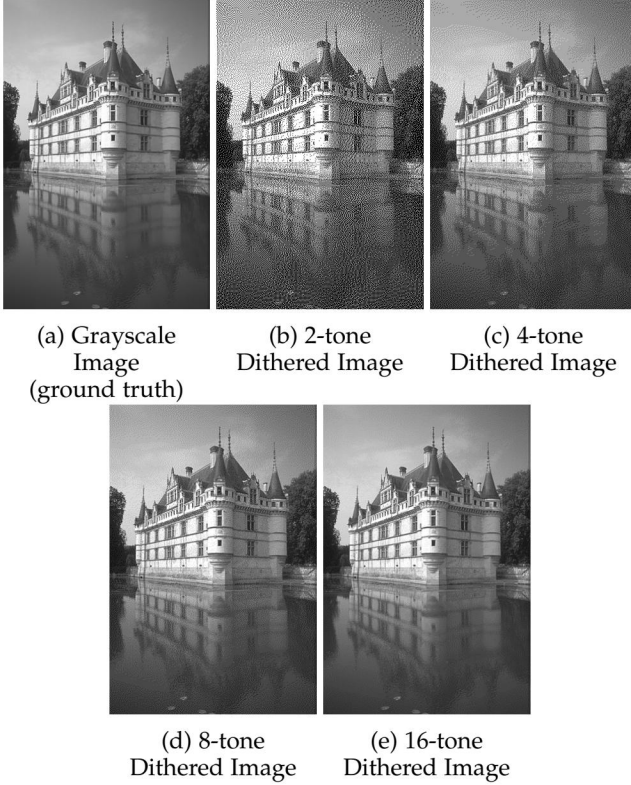 (a) Grayscale
Image
(ground truth)
(b) 2-tone
Dithered Image
(c) 4-tone
Dithered Image
(d) 8-tone
Dithered Image
(e) 16-tone
Dithered Image